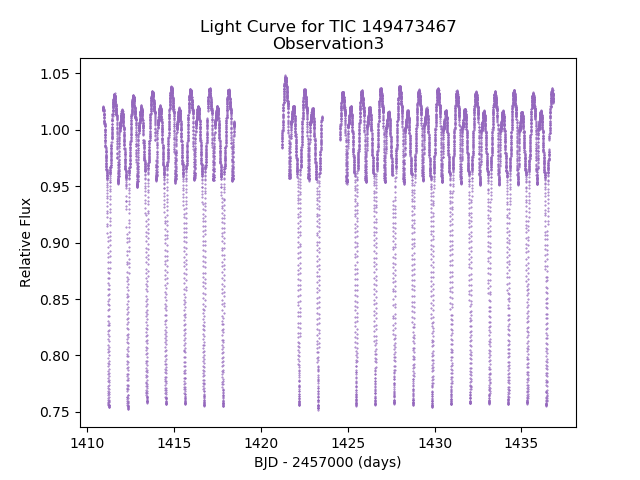 Light Curve for TIC 149473467
Observation3
1.05
1.00
0.95
0.90
0.85
0.80
0.75
Relative Flux
1410 1415 1420 1425 1430 1435
BJD - 2457000 (days)